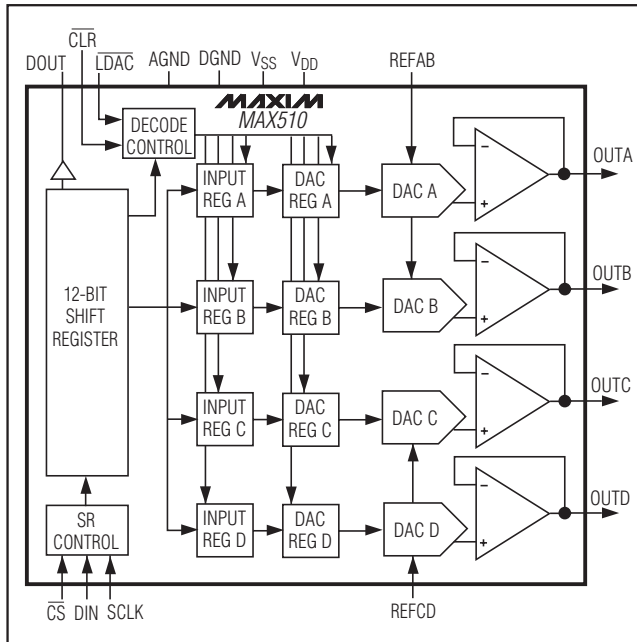 CLR
DOUT LDAC AGND DGND VSS VDD REFAB
MAXIM
MAX510
DECODE
CONTROL
INPUT
REG A
DAC
REG A
DAC A
OUTA
12-BIT
SHIFT
REGISTER
INPUT
REG B
DAC
REG B
DAC B
OUTB
INPUT
REG C
DAC
REG C
DAC C
OUTC
INPUT
REG D
DAC
REG D
DAC D
OUTD
SR
CONTROL
CS DIN SCLK REFCD
− +
− +
− +
− +